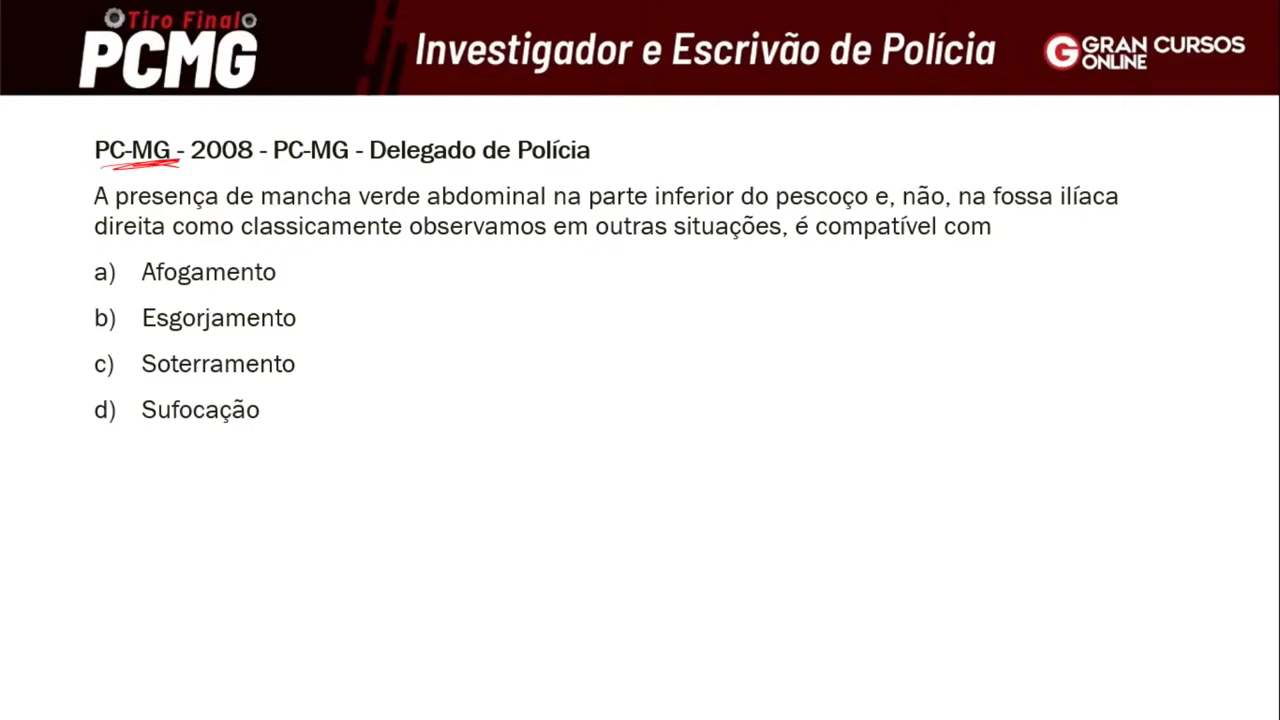 Tiro Final
PCMG
Investigador e Escrivão de Polícia
GRAN CURSOS
ONLINE
PC-MG - 2008 - PC-MG - Delegado de Polícia
A presença de mancha verde abdominal na parte inferior do pescoço e, não, na fossa ilíaca
direita como classicamente observamos em outras situações, é compatível com
a) Afogamento
b) Esgorjamento
c) Soterramento
d) Sufocação